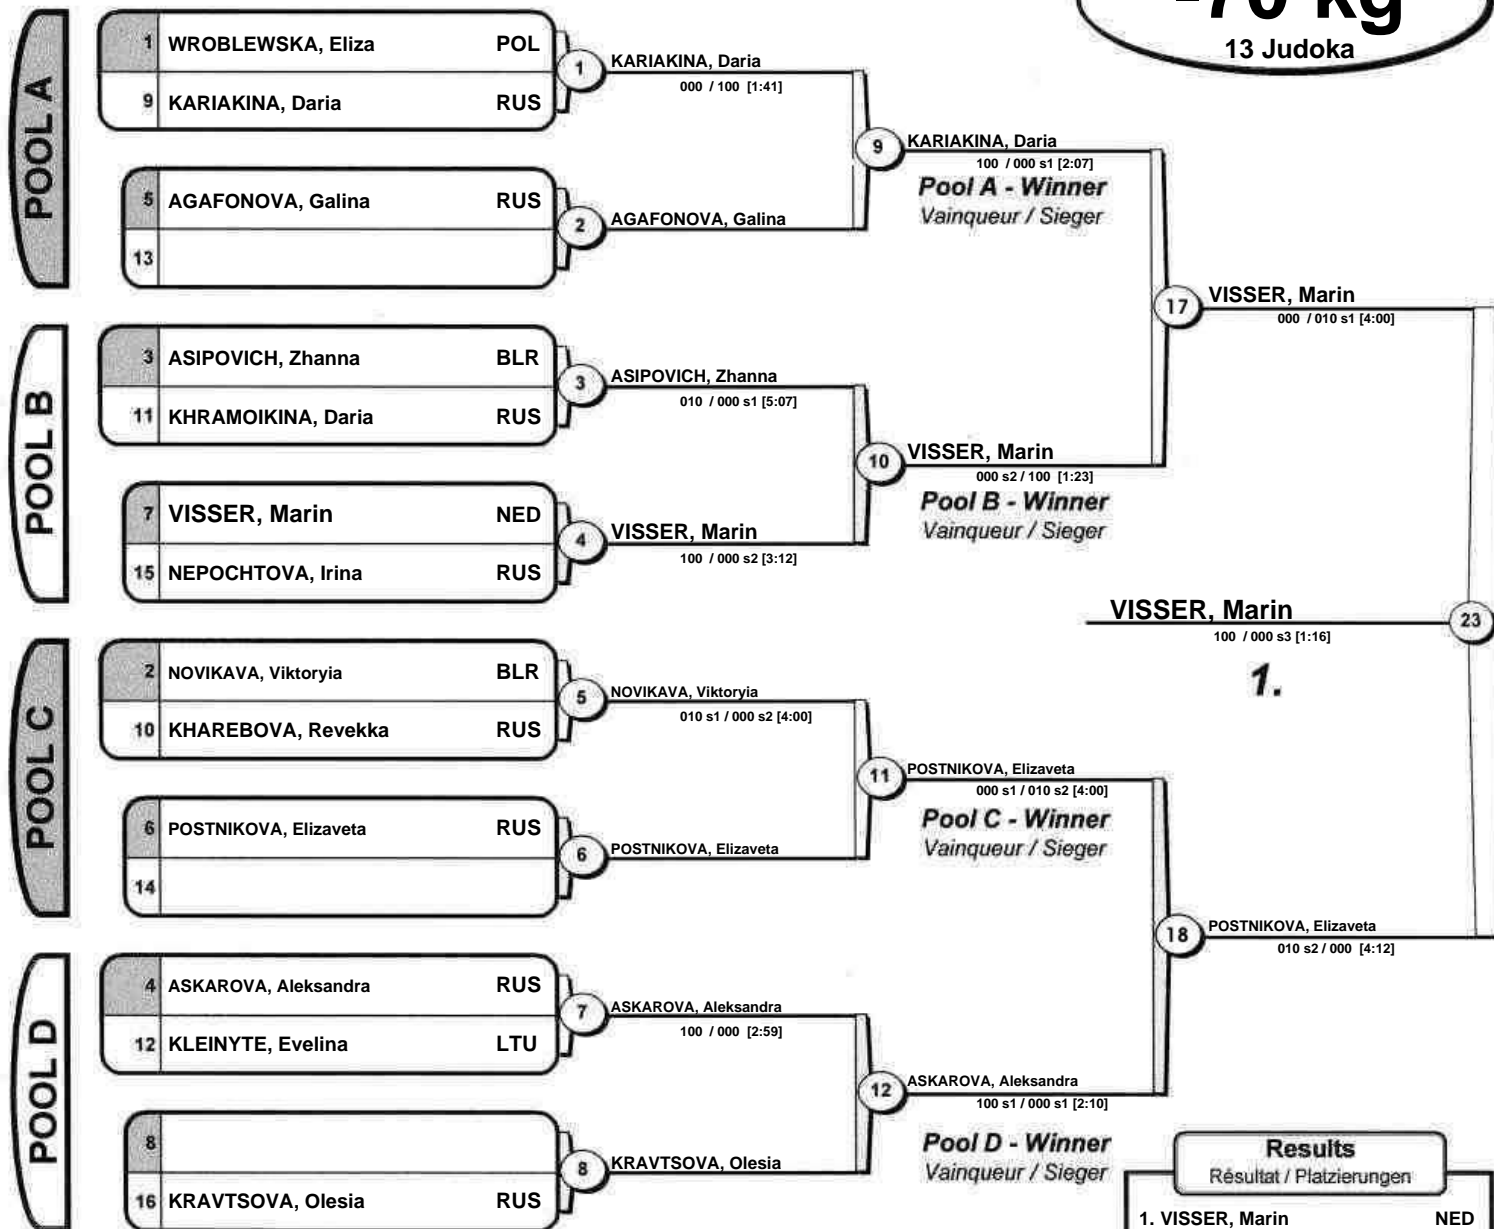 -70 kg
13 Judoka
POOL A
1 WROBLEWSKA, Eliza POL
9 KARIAKINA, Daria RUS
1
KARIAKINA, Daria
000 / 100 [1:41]
5 AGAFONOVA, Galina RUS
13
2
AGAFONOVA, Galina
9
KARIAKINA, Daria
100 / 000 s1 [2:07]
Pool A - Winner
Vainqueur / Sieger
POOL B
3 ASIPOVICH, Zhanna BLR
11 KHRAMOIKINA, Daria RUS
3
ASIPOVICH, Zhanna
010 / 000 s1 [5:07]
7 VISSER, Marin NED
15 NEPOCHTOVA, Irina RUS
4
VISSER, Marin
100 / 000 s2 [3:12]
10
VISSER, Marin
000 s2 / 100 [1:23]
Pool B - Winner
Vainqueur / Sieger
17
VISSER, Marin
000 / 010 s1 [4:00]
POOL C
2 NOVIKAVA, Viktoryia BLR
10 KHAREBOVA, Revekka RUS
5
NOVIKAVA, Viktoryia
010 s1 / 000 s2 [4:00]
6 POSTNIKOVA, Elizaveta RUS
14
6
POSTNIKOVA, Elizaveta
11
POSTNIKOVA, Elizaveta
000 s1 / 010 s2 [4:00]
Pool C - Winner
Vainqueur / Sieger
POOL D
4 ASKAROVA, Aleksandra RUS
12 KLEINYTE, Evelina LTU
7
ASKAROVA, Aleksandra
100 / 000 [2:59]
8
16 KRAVTSOVA, Olesia RUS
8
KRAVTSOVA, Olesia
12
ASKAROVA, Aleksandra
100 s1 / 000 s1 [2:10]
Pool D - Winner
Vainqueur / Sieger
18
POSTNIKOVA, Elizaveta
010 s2 / 000 [4:12]
23
VISSER, Marin
100 / 000 s3 [1:16]
1.
Results
Résultat / Platzierungen
1. VISSER, Marin NED